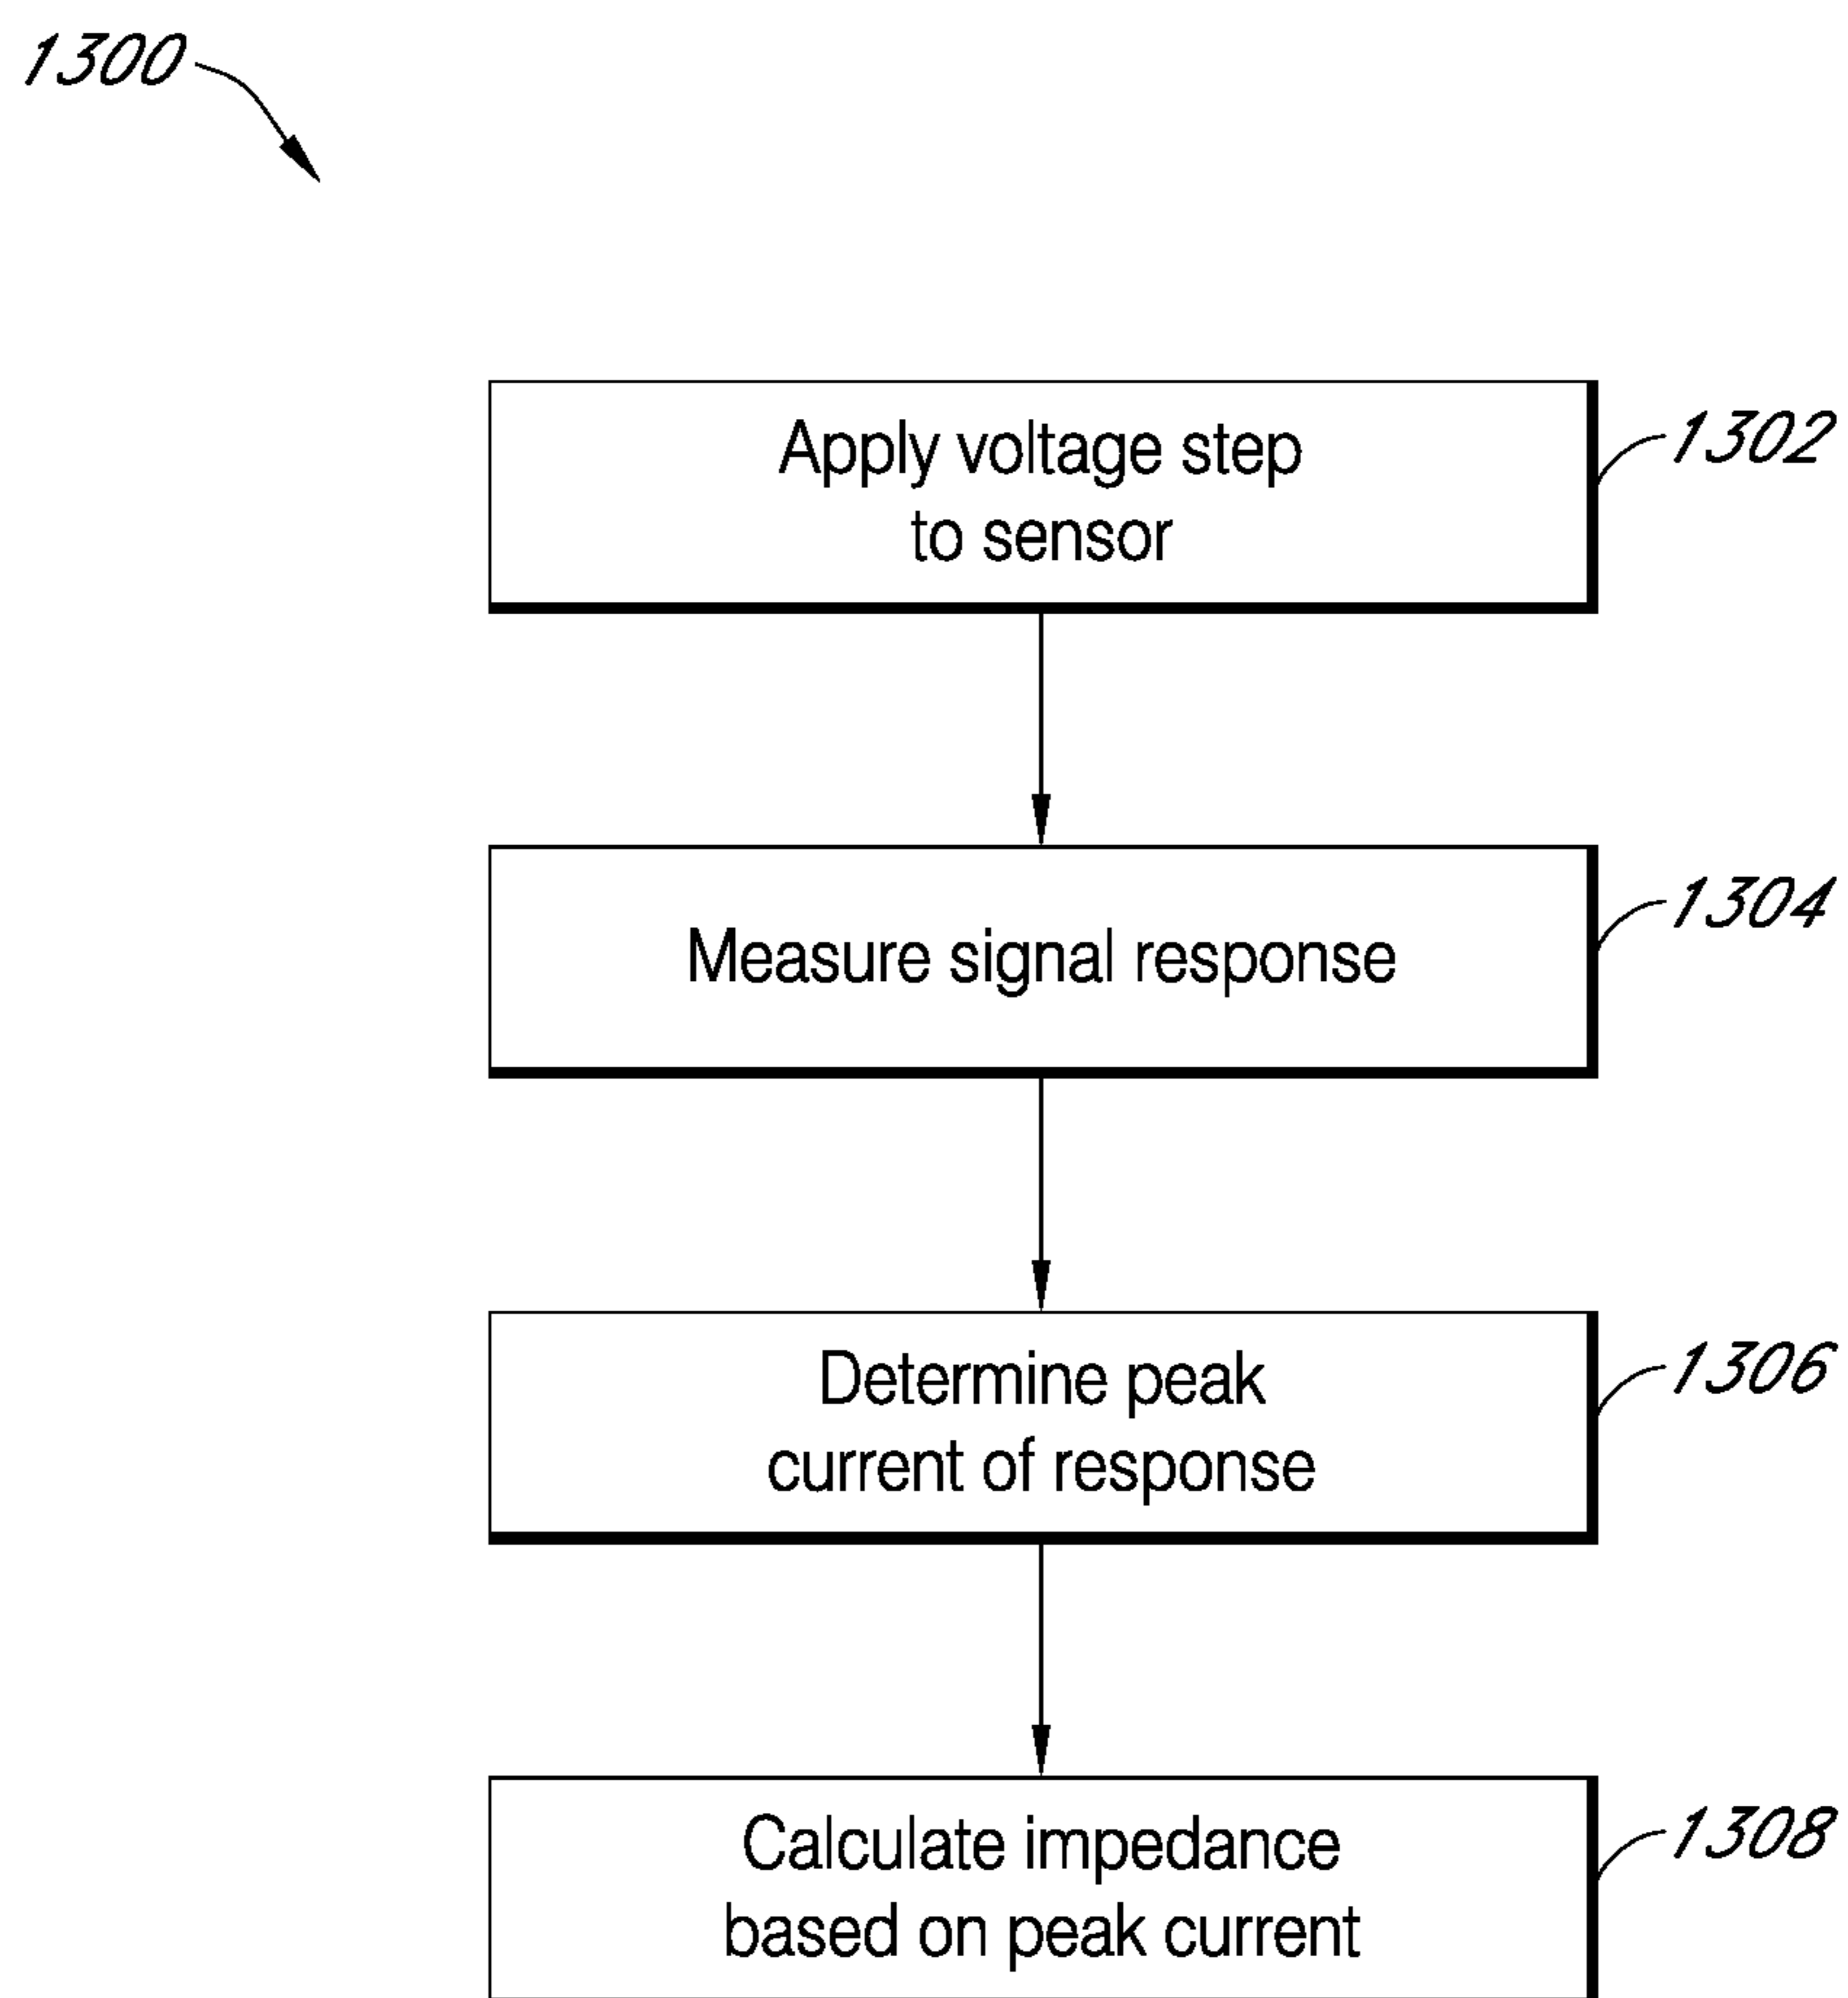 1300
Apply voltage step
to sensor
1302
Measure signal response
1304
Determine peak
current of response
1306
Calculate impedance
based on peak current
1308